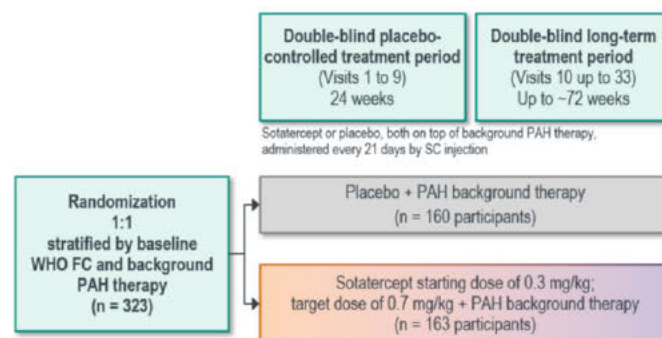 Double-blind placebo-
controlled treatment period
(Visits 1 to 9)
24 weeks
Double-blind long-term
treatment period
(Visits 10 up to 33)
Up to ~72 weeks
Sotatercept or placebo, both on top of background PAH therapy,
administered every 21 days by SC injection
Randomization
1:1
stratified by baseline
WHO FC and background
PAH therapy
(n = 323)
Placebo + PAH background therapy
(n = 160 participants)
Sotatercept starting dose of 0.3 mg/kg;
target dose of 0.7 mg/kg + PAH background therapy
(n = 163 participants)